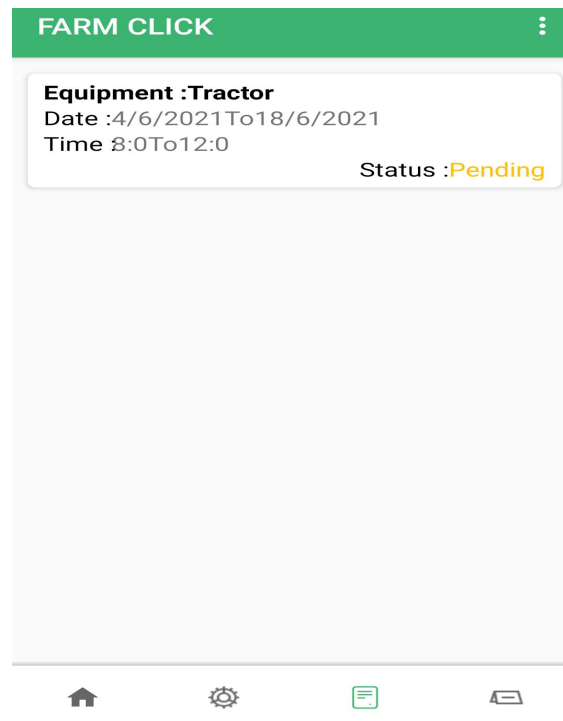 FARM CLICK
Equipment :Tractor
Date :4/6/2021To18/6/2021
Time :8:0To12:0
Status :Pending